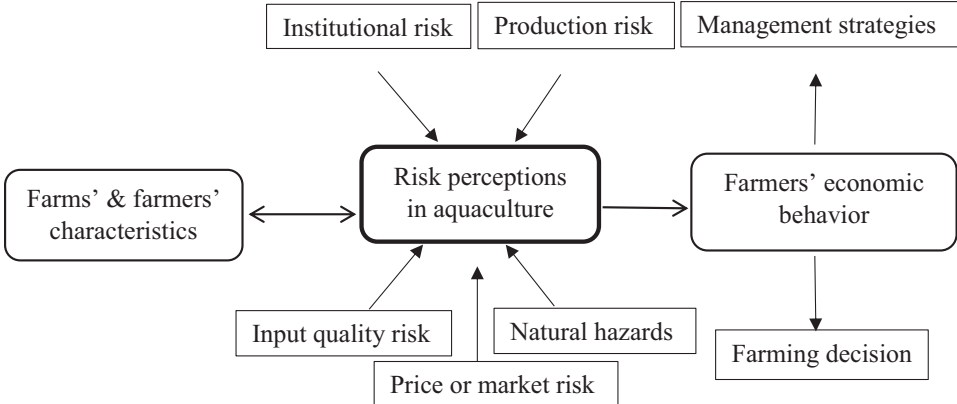 Institutional risk
Production risk
Management strategies
Farms’ & farmers’
characteristics
Risk perceptions
in aquaculture
Farmers’ economic
behavior
Input quality risk
Natural hazards
Price or market risk
Farming decision